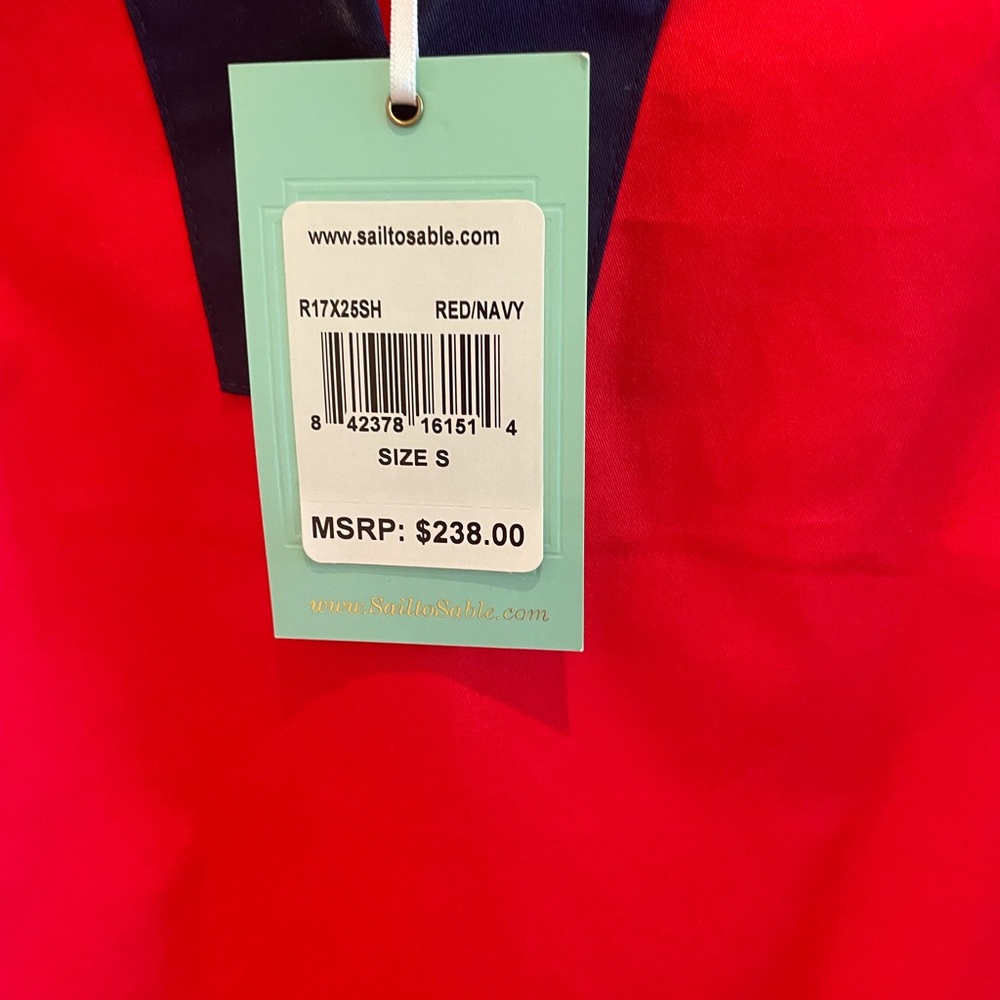 www.sailtosable.com
R17X25SH RED/NAVY
8 42378 16151 4
SIZE S
MSRP: $238.00
www.SailtoSable.com